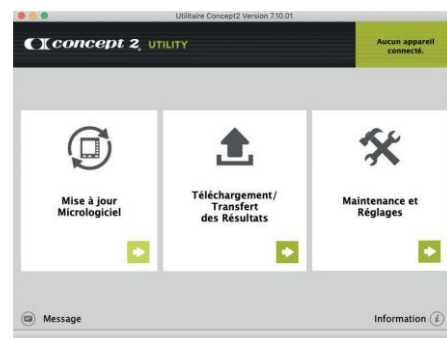 Utilitaire Concept2 Version 7.10.01
concept 2 UTILITY
Aucun appareil
connecté.
Mise à jour
Micrologiciel
Téléchargement/
Transfert
des Résultats
Maintenance et
Réglages
Message
Information i